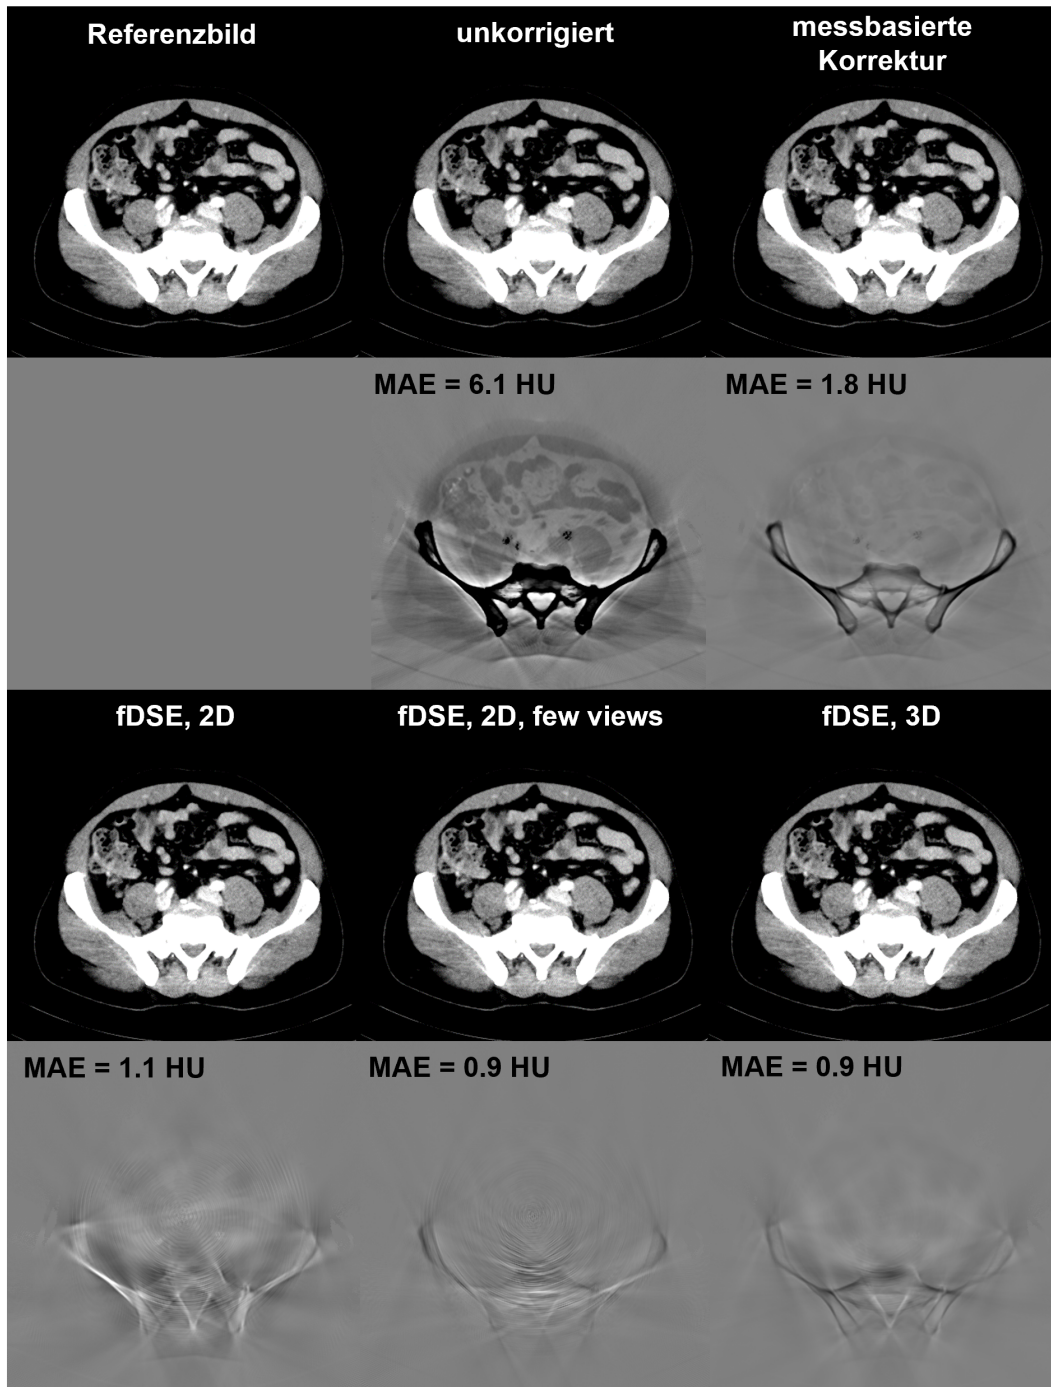 Referenzbild
unkorrigiert
messbasierte
Korrektur
MAE = 6.1 HU
MAE = 1.8 HU
fDSE, 2D
fDSE, 2D, few views
fDSE, 3D
MAE = 1.1 HU
MAE = 0.9 HU
MAE = 0.9 HU